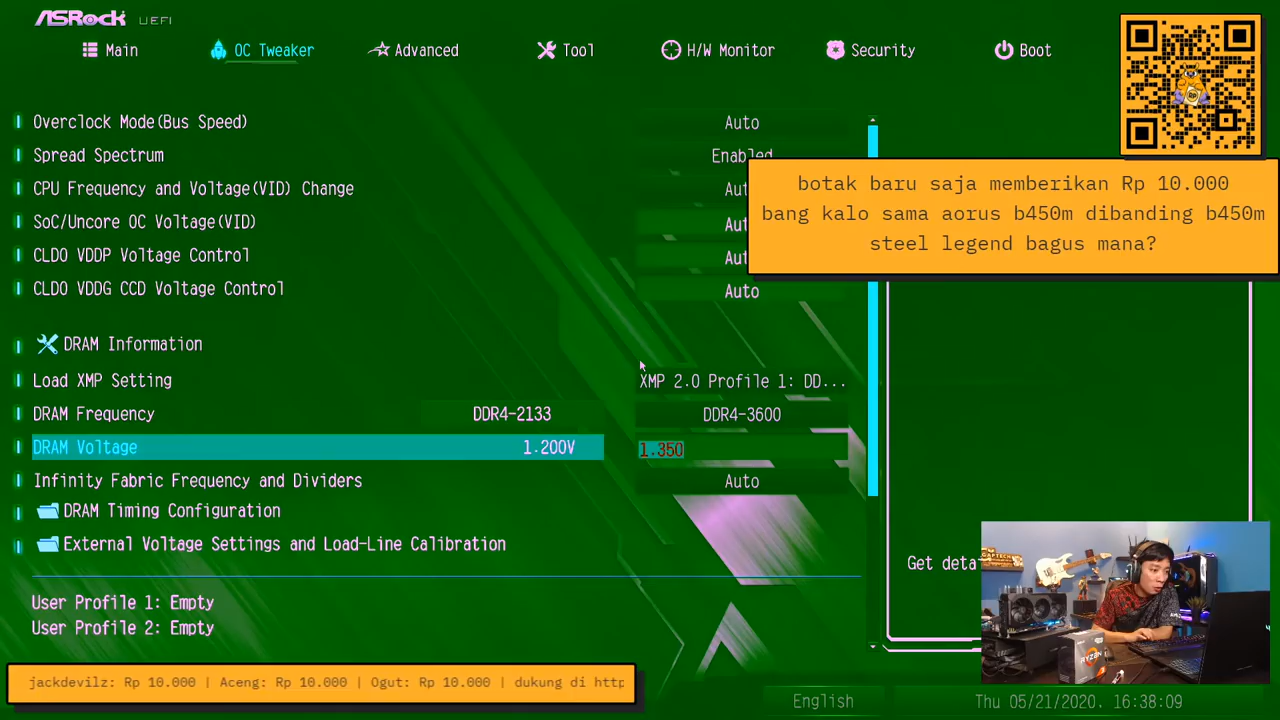 ASRock UEFI
Main OC Tweaker Advanced Tool H/W Monitor Security Boot
Overclock Mode(Bus Speed) Auto
Spread Spectrum Enabled
CPU Frequency and Voltage(VID) Change Aut
SoC/Uncore OC Voltage(VID) Aut
CLDO VDDP Voltage Control Aut
CLDO VDDG CCD Voltage Control Auto
botak baru saja memberikan Rp 10.000
bang kalo sama aorus b450m dibanding b450m
steel legend bagus mana?
DRAM Information
Load XMP Setting XMP 2.0 Profile 1: DD...
DRAM Frequency DDR4-2133 DDR4-3600
DRAM Voltage 1.200V 1.350
Infinity Fabric Frequency and Dividers Auto
DRAM Timing Configuration
External Voltage Settings and Load-Line Calibration
Get deta
User Profile 1: Empty
User Profile 2: Empty
GAPTECH
RYZEN
jackdevilz: Rp 10.000 | Aceng: Rp 10.000 | Ogut: Rp 10.000 | dukung di http
English Thu 05/21/2020. 16:38:09